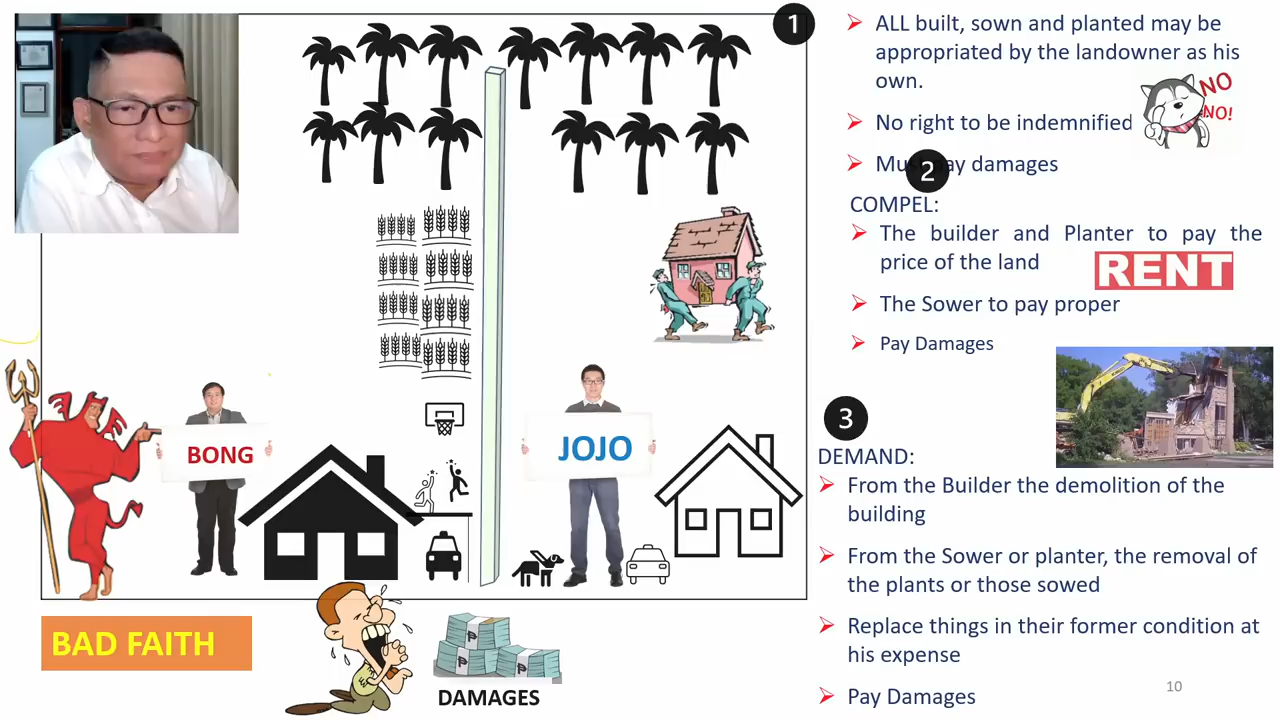 1
ALL built, sown and planted may be
appropriated by the landowner as his
own.
NO
NO!
No right to be indemnified
pay damages
2
COMPEL:
The builder and Planter to pay the
price of the land
RENT
The Sower to pay proper
Pay Damages
3
DEMAND:
From the Builder the demolition of the
building
From the Sower or planter, the removal of
the plants or those sowed
Replace things in their former condition at
his expense
Pay Damages
BONG
JOJO
BAD FAITH
DAMAGES
10